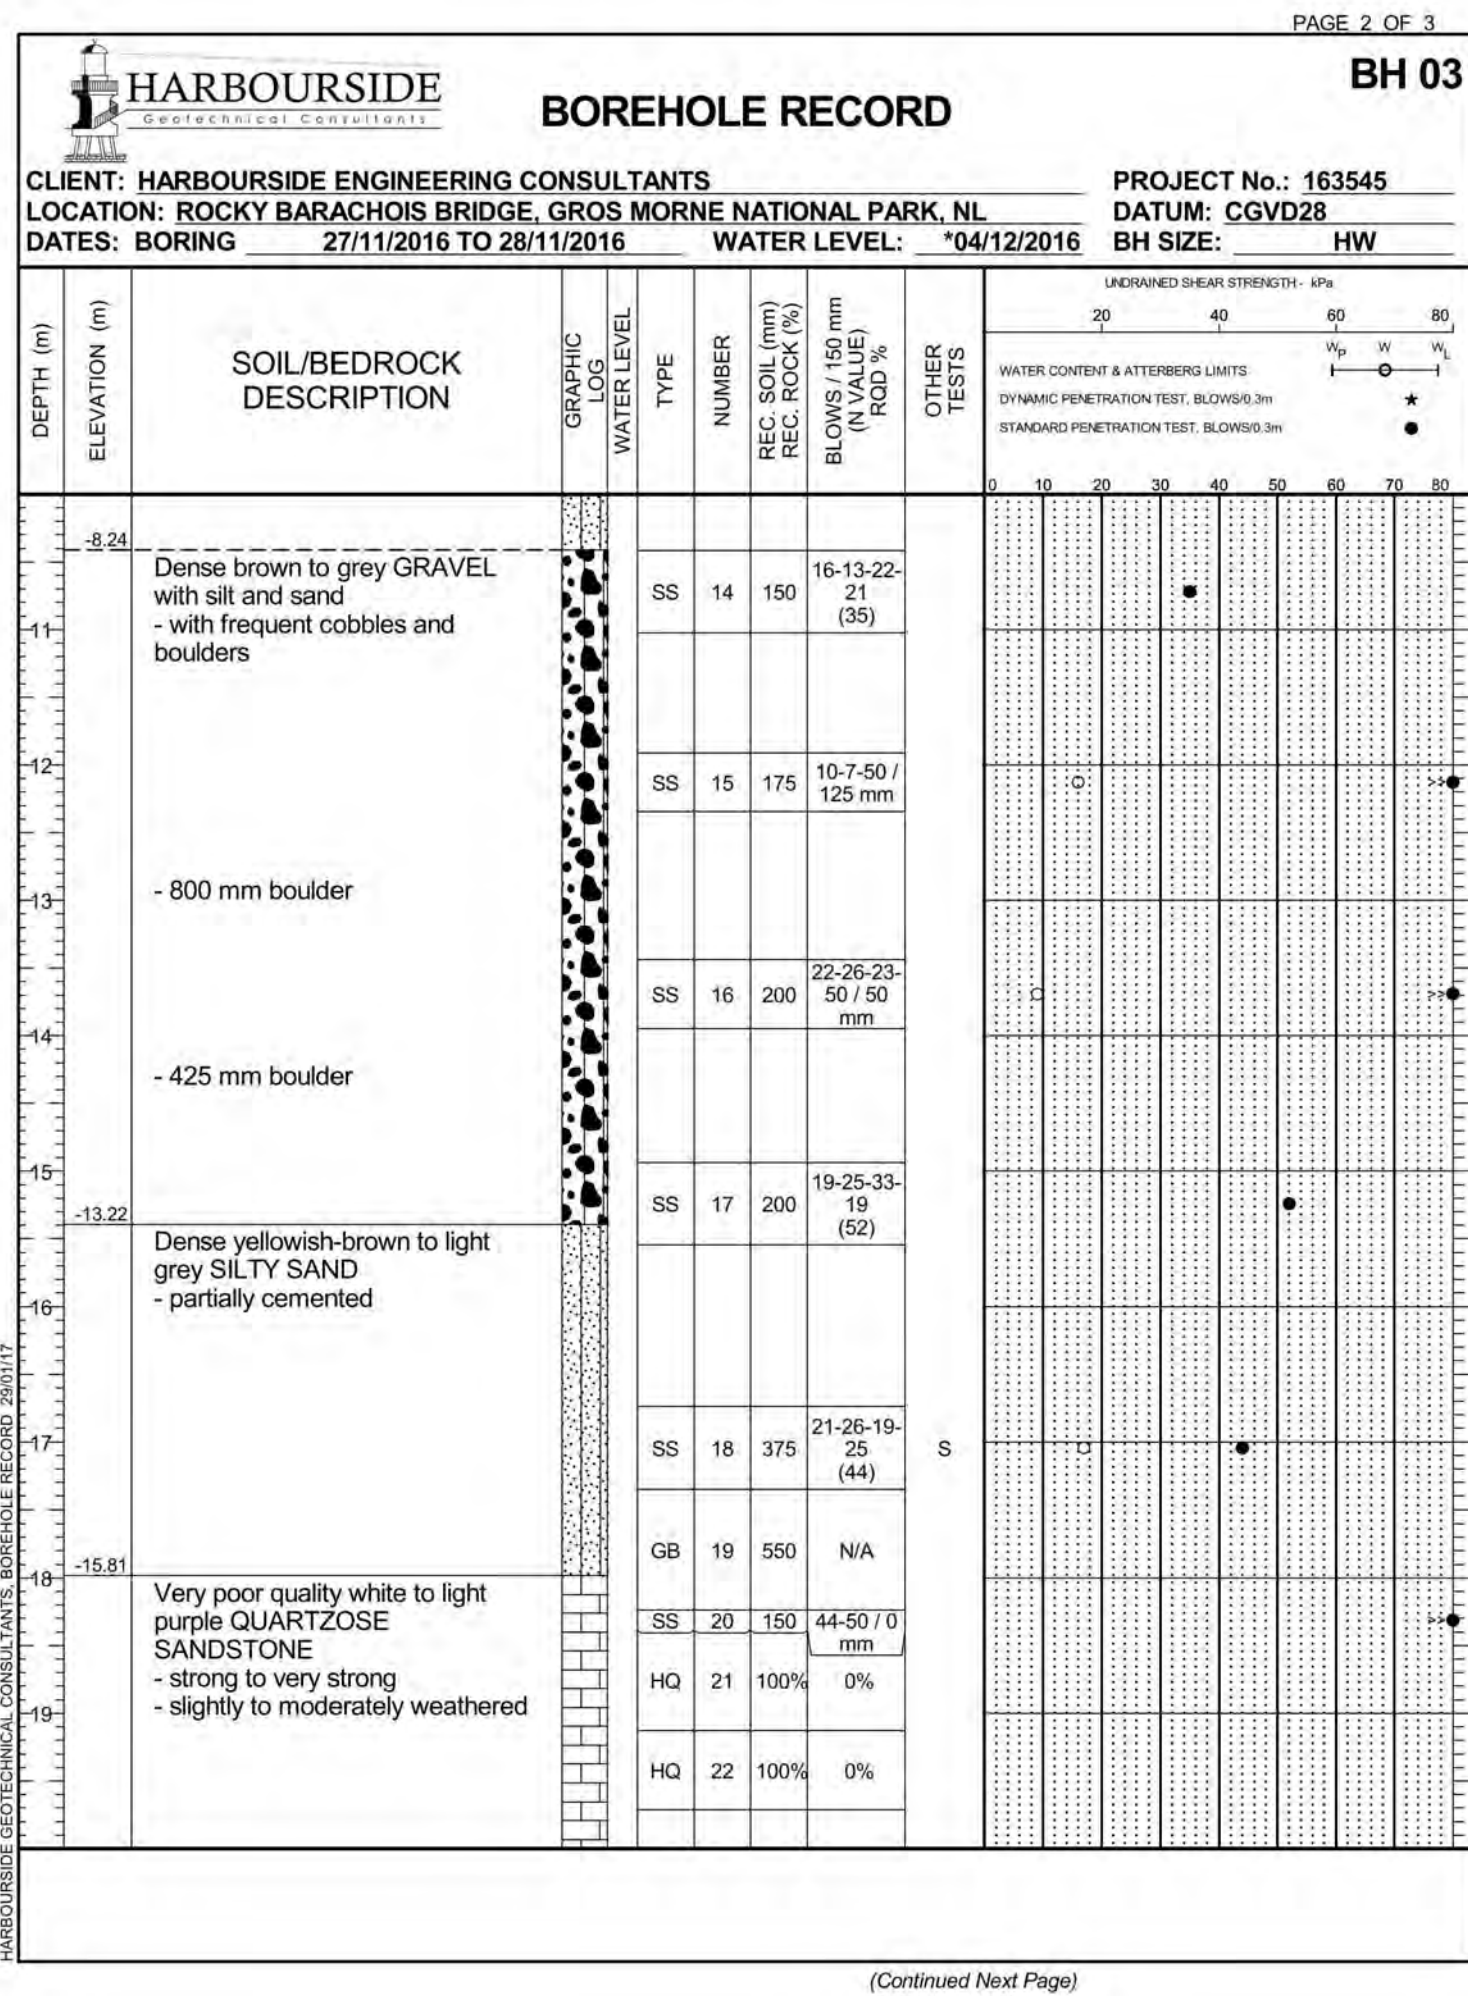 PAGE 2 OF 3
HARBOURSIDE
Geotechnical Consultants
BOREHOLE RECORD
BH 03
CLIENT: HARBOURSIDE ENGINEERING CONSULTANTS
PROJECT No.: 163545
LOCATION: ROCKY BARACHOIS BRIDGE, GROS MORNE NATIONAL PARK, NL
DATUM: CGVD28
DATES: BORING 27/11/2016 TO 28/11/2016 WATER LEVEL: *04/12/2016
BH SIZE: HW
DEPTH (m)
ELEVATION (m)
SOIL/BEDROCK
DESCRIPTION
GRAPHIC
LOG
WATER LEVEL
TYPE
NUMBER
REC. SOIL (mm)
REC. ROCK (%)
BLOWS / 150 mm
(N VALUE)
RQD %
OTHER
TESTS
UNDRAINED SHEAR STRENGTH - kPa
20 40 60 80
WP W WL
WATER CONTENT & ATTERBERG LIMITS
DYNAMIC PENETRATION TEST, BLOWS/0.3m ★
STANDARD PENETRATION TEST, BLOWS/0.3m ●
0 10 20 30 40 50 60 70 80
-8.24
Dense brown to grey GRAVEL
with silt and sand
- with frequent cobbles and
boulders
SS 14 150
16-13-22-
21
(35)
-11
-12
SS 15 175
10-7-50 /
125 mm
>>
- 800 mm boulder
-13
SS 16 200
22-26-23-
50 / 50
mm
>>
-14
- 425 mm boulder
-15
SS 17 200
19-25-33-
19
(52)
-13.22
Dense yellowish-brown to light
grey SILTY SAND
- partially cemented
-16
-17
SS 18 375
21-26-19-
25
(44)
S
GB 19 550 N/A
-15.81
-18
Very poor quality white to light
purple QUARTZOSE
SANDSTONE
- strong to very strong
- slightly to moderately weathered
SS 20 150 44-50 / 0
mm
>>
HQ 21 100% 0%
-19
HQ 22 100% 0%
HARBOURSIDE GEOTECHNICAL CONSULTANTS, BOREHOLE RECORD 29/01/17
(Continued Next Page)